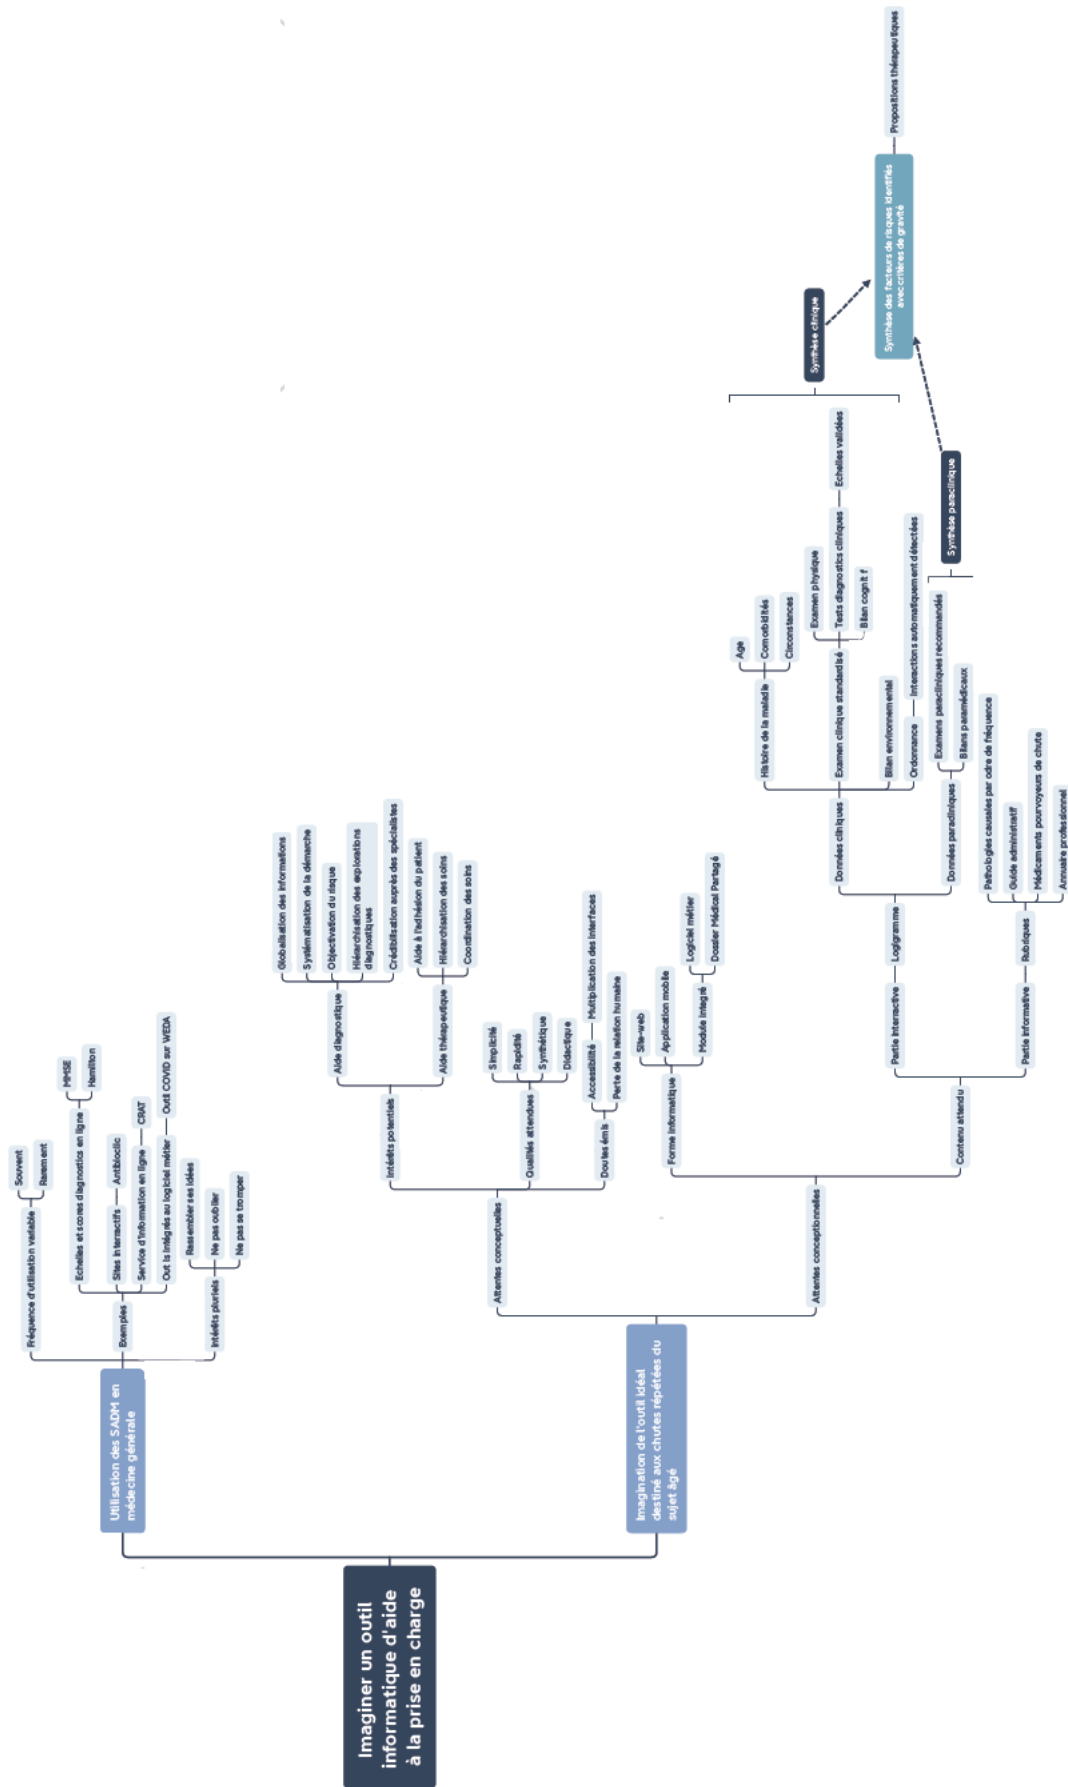 Imaginer un outil
informatique d'aide
à la prise en charge
Utilisation des SADM en
médecine générale
Fréquence d'utilisation variable
Souvent
Rarement
Exemples
Echelles et scores diagnostics en ligne
MMSE
Hamilton
Sites interractifs
Antibioclic
Service d'information en ligne
CRAT
Out ls intégrés au logiciel métier
Outil COVID sur WEDA
Intérêts pluriels
Rassembler ses idées
Ne pas oublier
Ne pas se tromper
Imagination de l'outil idéal
destiné aux chutes répétées du
sujet âgé
Attentes conceptuelles
Intérêts potentiels
Aide diagnostique
Globalisation des informations
Systématisation de la démarche
Objectivation du risque
Hiérarchisation des explorations
diagnostiques
Crédibilisation auprès des spécialistes
Aide thérapeutique
Aide à l'adhésion du patient
Hiérarchisation des soins
Coordination des soins
Qualités attendues
Simplicité
Rapidité
Synthétique
Didactique
Doutes émis
Accessibilité
Multiplication des interfaces
Perte de la relation humaine
Attentes conceptionnelles
Forme informatique
Site-web
Application mobile
Module intégré
Logiciel métier
Dossier Médical Partagé
Contenu attendu
Partie interractive
Logigramme
Données cliniques
Histoire de la maladie
Age
Comorbidités
Circonstances
Examen clinique standardisé
Examen physique
Tests diagnostics cliniques
Echelles validées
Bilan cognit f
Bilan environnemental
Ordonnance
Interactions automatiquement détectées
Données paracliniques
Examens paracliniques recommandés
Bilans paramédicaux
Partie informative
Rubriques
Pathologies causales par odre de fréquence
Guide administratif
Médicaments pourvoyeurs de chute
Annuaire professionnel
Synthèse clinique
Synthèse paraclinique
Synthèse des facteurs de risques identifiés
avec critères de gravité
Propositions thérapeutiques